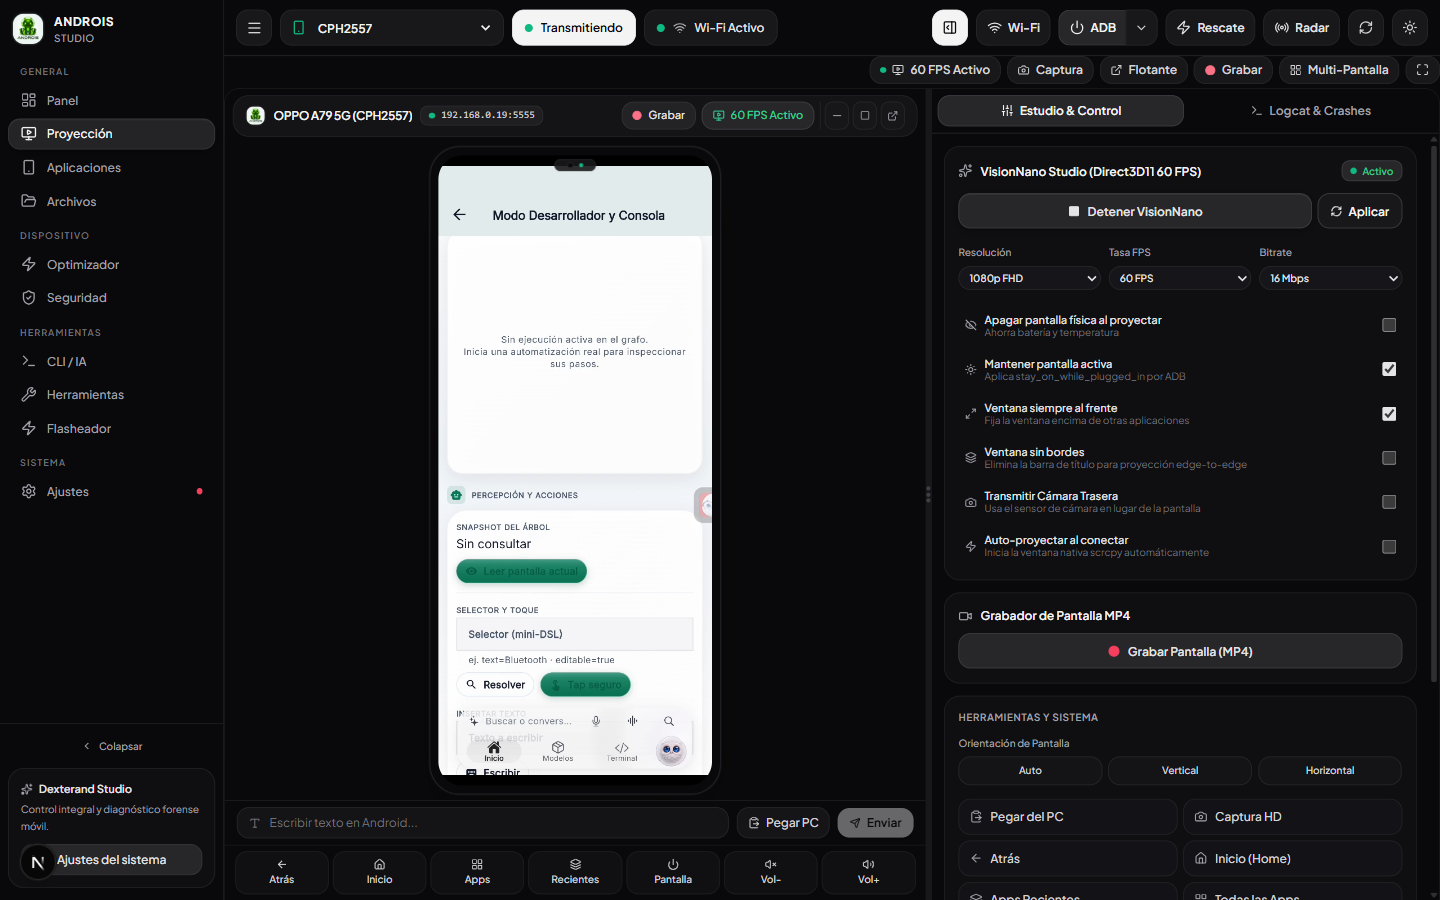 ANDROIS
STUDIO
GENERAL
Panel
Proyección
Aplicaciones
Archivos
DISPOSITIVO
Optimizador
Seguridad
HERRAMIENTAS
CLI / IA
Herramientas
Flasheador
SISTEMA
Ajustes
Colapsar
Dexterand Studio
Control integral y diagnóstico forense
móvil.
N
Ajustes del sistema
CPH2557
Transmitiendo
Wi-Fi Activo
Wi-Fi
ADB
Rescate
Radar
60 FPS Activo
Captura
Flotante
Grabar
Multi-Pantalla
OPPO A79 5G (CPH2557)
192.168.0.19:5555
Grabar
60 FPS Activo
Modo Desarrollador y Consola
Sin ejecución activa en el grafo.
Inicia una automatización real para inspeccionar
sus pasos.
PERCEPCIÓN Y ACCIONES
SNAPSHOT DEL ÁRBOL
Sin consultar
Leer pantalla actual
SELECTOR Y TOQUE
Selector (mini-DSL)
ej. text=Bluetooth · editable=true
Resolver
Tap seguro
INSERTAR TEXTO
Buscar o convers...
Texto a escribir
Inicio
Modelos
Terminal
Escribir
Escribir texto en Android...
Pegar PC
Enviar
Atrás
Inicio
Apps
Recientes
Pantalla
Vol-
Vol+
Estudio & Control
Logcat & Crashes
VisionNano Studio (Direct3D11 60 FPS)
Activo
Detener VisionNano
Aplicar
Resolución
Tasa FPS
Bitrate
1080p FHD
60 FPS
16 Mbps
Apagar pantalla física al proyectar
Ahorra batería y temperatura
Mantener pantalla activa
Aplica stay_on_while_plugged_in por ADB
Ventana siempre al frente
Fija la ventana encima de otras aplicaciones
Ventana sin bordes
Elimina la barra de título para proyección edge-to-edge
Transmitir Cámara Trasera
Usa el sensor de cámara en lugar de la pantalla
Auto-proyectar al conectar
Inicia la ventana nativa scrcpy automáticamente
Grabador de Pantalla MP4
Grabar Pantalla (MP4)
HERRAMIENTAS Y SISTEMA
Orientación de Pantalla
Auto
Vertical
Horizontal
Pegar del PC
Captura HD
Atrás
Inicio (Home)
Apps Recientes
Todas las Apps